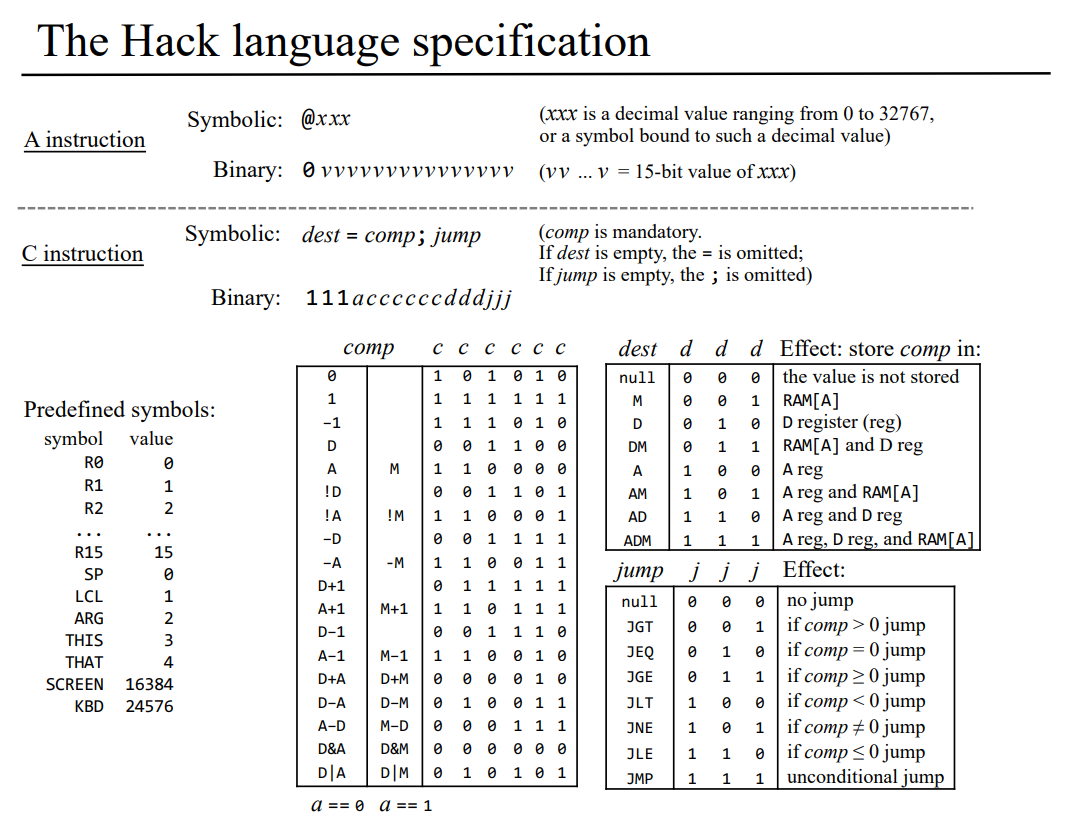 The Hack language specification
A instruction
Symbolic: @xxx (xxx is a decimal value ranging from 0 to 32767,
or a symbol bound to such a decimal value)
Binary: 0 vvvvvvvvvvvvvvv (vv ... v = 15-bit value of xxx)
C instruction
Symbolic: dest = comp; jump (comp is mandatory.
If dest is empty, the = is omitted;
If jump is empty, the ; is omitted)
Binary: 111accccccdddjjj
Predefined symbols:
symbol value
R0 0
R1 1
R2 2
... ...
R15 15
SP 0
LCL 1
ARG 2
THIS 3
THAT 4
SCREEN 16384
KBD 24576
comp c c c c c c
0 1 0 1 0 1 0
1 1 1 1 1 1 1
-1 1 1 1 0 1 0
D 0 0 1 1 0 0
A M 1 1 0 0 0 0
!D 0 0 1 1 0 1
!A !M 1 1 0 0 0 1
-D 0 0 1 1 1 1
-A -M 1 1 0 0 1 1
D+1 0 1 1 1 1 1
A+1 M+1 1 1 0 1 1 1
D-1 0 0 1 1 1 0
A-1 M-1 1 1 0 0 1 0
D+A D+M 0 0 0 0 1 0
D-A D-M 0 1 0 0 1 1
A-D M-D 0 0 0 1 1 1
D&A D&M 0 0 0 0 0 0
D|A D|M 0 1 0 1 0 1
a == 0 a == 1
dest d d d Effect: store comp in:
null 0 0 0 the value is not stored
M 0 0 1 RAM[A]
D 0 1 0 D register (reg)
DM 0 1 1 RAM[A] and D reg
A 1 0 0 A reg
AM 1 0 1 A reg and RAM[A]
AD 1 1 0 A reg and D reg
ADM 1 1 1 A reg, D reg, and RAM[A]
jump j j j Effect:
null 0 0 0 no jump
JGT 0 0 1 if comp > 0 jump
JEQ 0 1 0 if comp = 0 jump
JGE 0 1 1 if comp ≥ 0 jump
JLT 1 0 0 if comp < 0 jump
JNE 1 0 1 if comp ≠ 0 jump
JLE 1 1 0 if comp ≤ 0 jump
JMP 1 1 1 unconditional jump